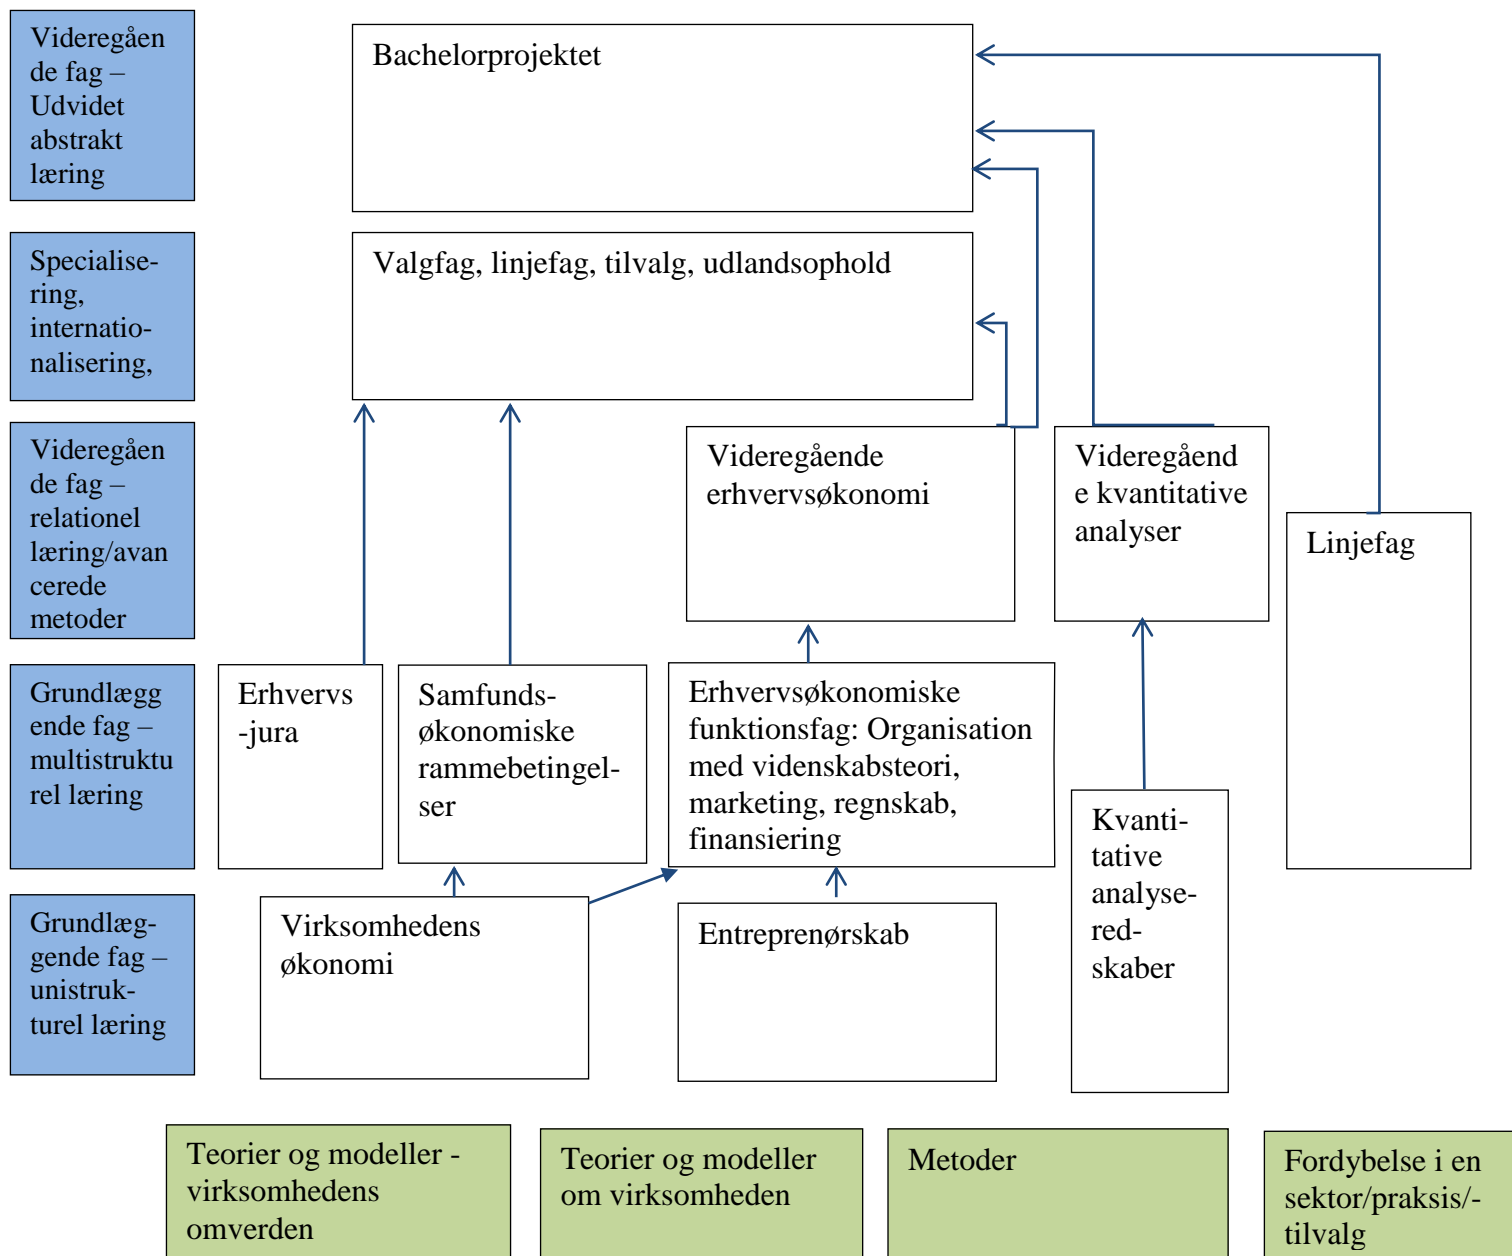 Videregåen
de fag –
Udvidet
abstrakt
læring
Bachelorprojektet
Specialise-
ring,
internatio-
nalisering,
Valgfag, linjefag, tilvalg, udlandsophold
Videregåen
de fag –
relationel
læring/avan
cerede
metoder
Videregående
erhvervsøkonomi
Videregåend
e kvantitative
analyser
Linjefag
Grundlægg
ende fag –
multistruktu
rel læring
Erhvervs
-jura
Samfunds-
økonomiske
rammebetingel-
ser
Erhvervsøkonomiske
funktionsfag: Organisation
med videnskabsteori,
marketing, regnskab,
finansiering
Kvanti-
tative
analyse-
red-
skaber
Grundlæg-
gende fag –
unistruk-
turel læring
Virksomhedens
økonomi
Entreprenørskab
Teorier og modeller -
virksomhedens
omverden
Teorier og modeller
om virksomheden
Metoder
Fordybelse i en
sektor/praksis/-
tilvalg